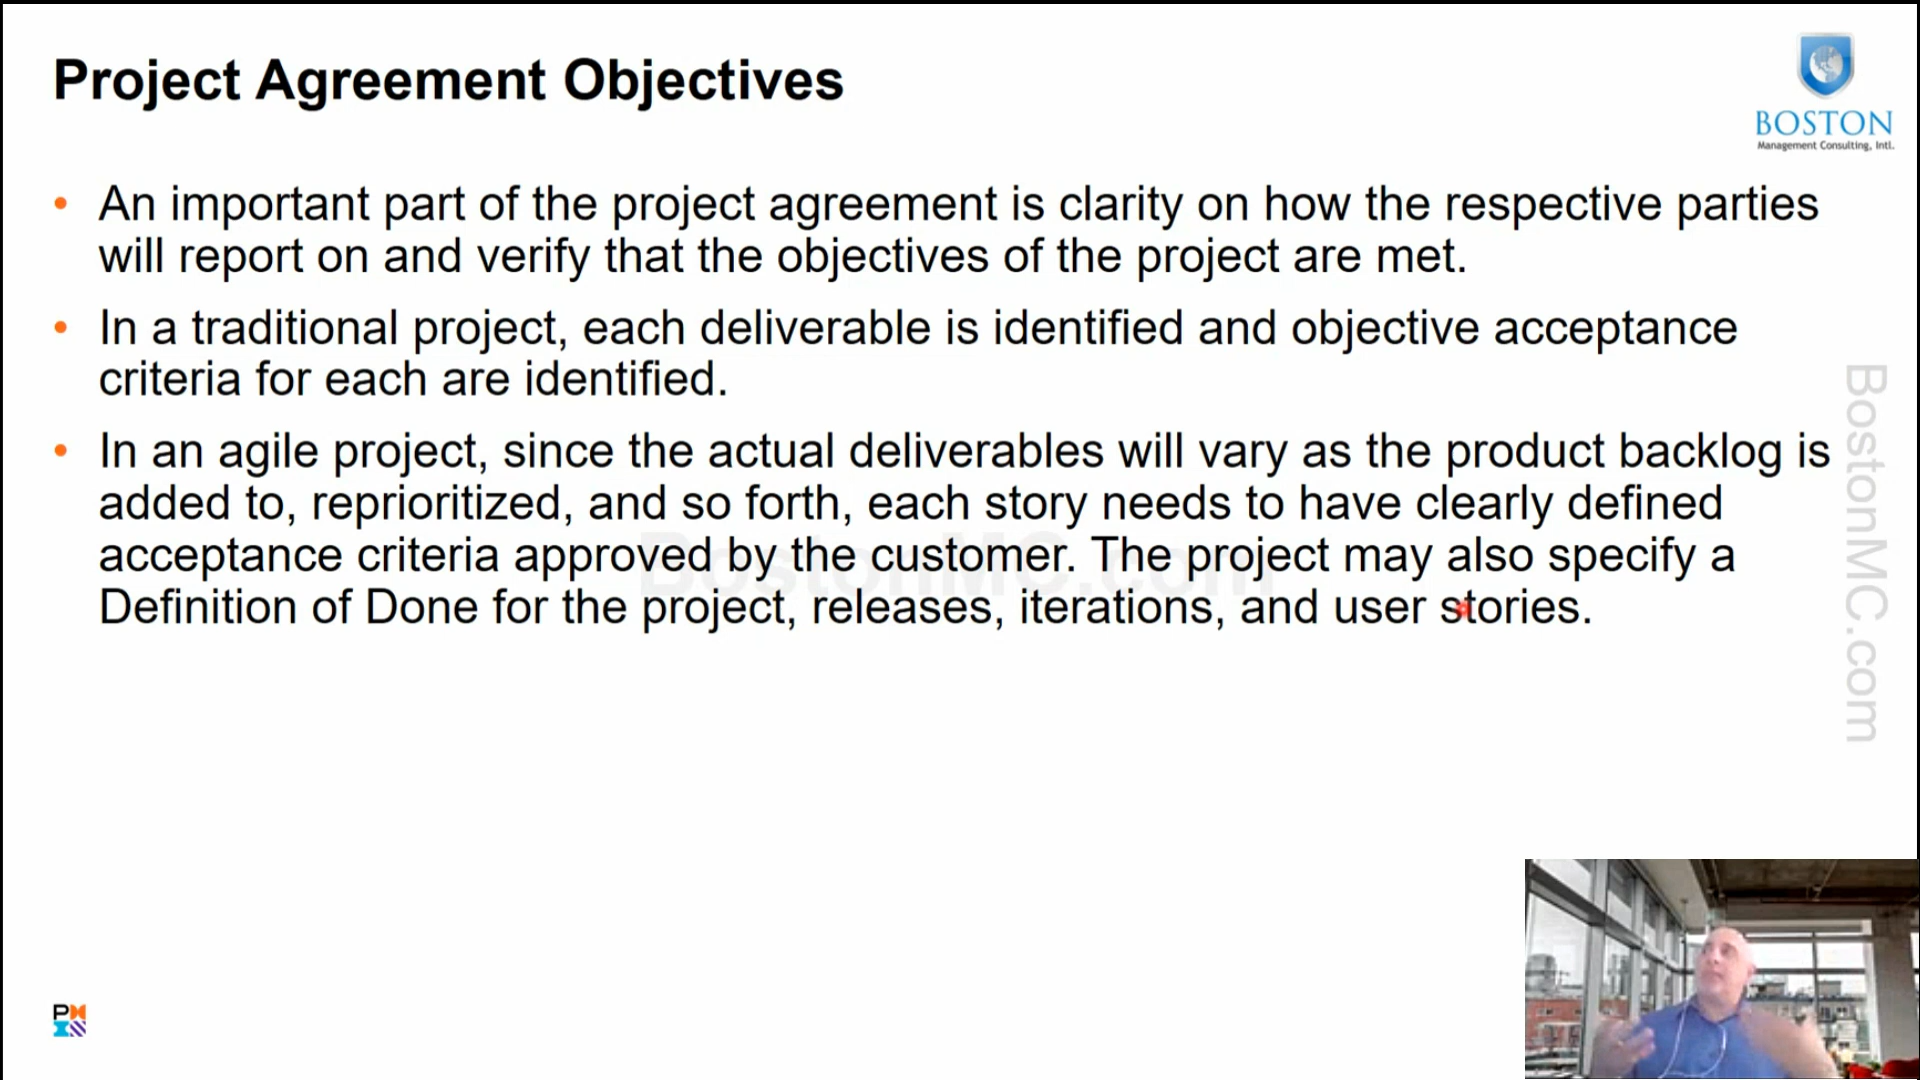 Project Agreement Objectives
BOSTON
Management Consulting, Intl.
• An important part of the project agreement is clarity on how the respective parties
will report on and verify that the objectives of the project are met.
• In a traditional project, each deliverable is identified and objective acceptance
criteria for each are identified.
• In an agile project, since the actual deliverables will vary as the product backlog is
added to, reprioritized, and so forth, each story needs to have clearly defined
acceptance criteria approved by the customer. The project may also specify a
Definition of Done for the project, releases, iterations, and user stories.
BostonMC.com
BostonMC.com